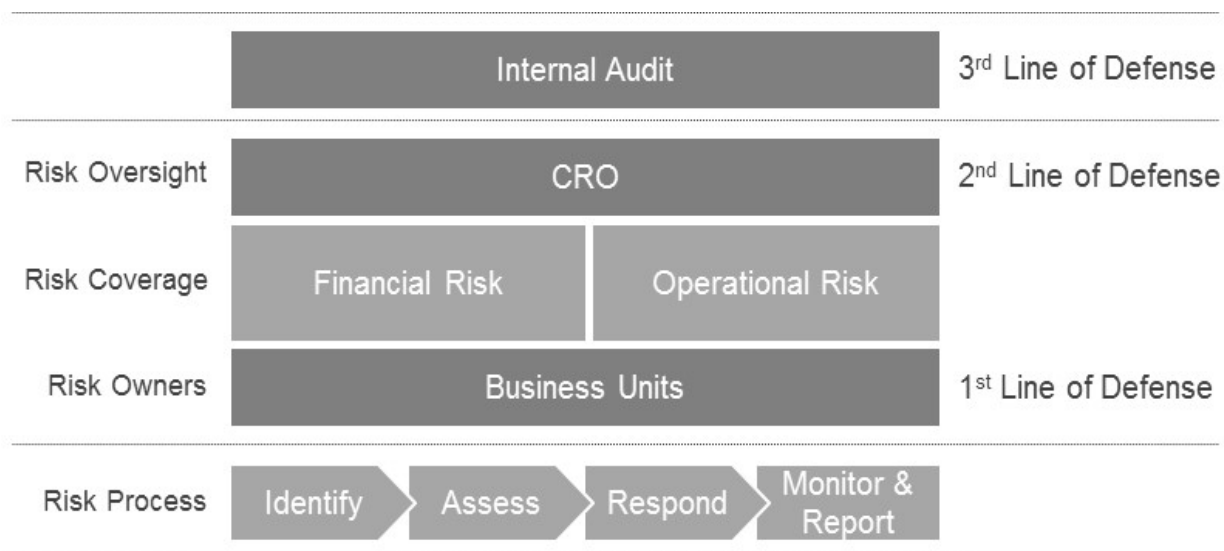 Internal Audit
3rd Line of Defense
Risk Oversight
CRO
2nd Line of Defense
Risk Coverage
Financial Risk
Operational Risk
Risk Owners
Business Units
1st Line of Defense
Risk Process
Identify
Assess
Respond
Monitor &
Report